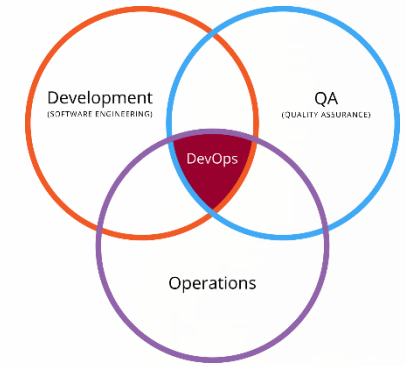 Development
(SOFTWARE ENGINEERING)
QA
(QUALITY ASSURANCE)
DevOps
Operations